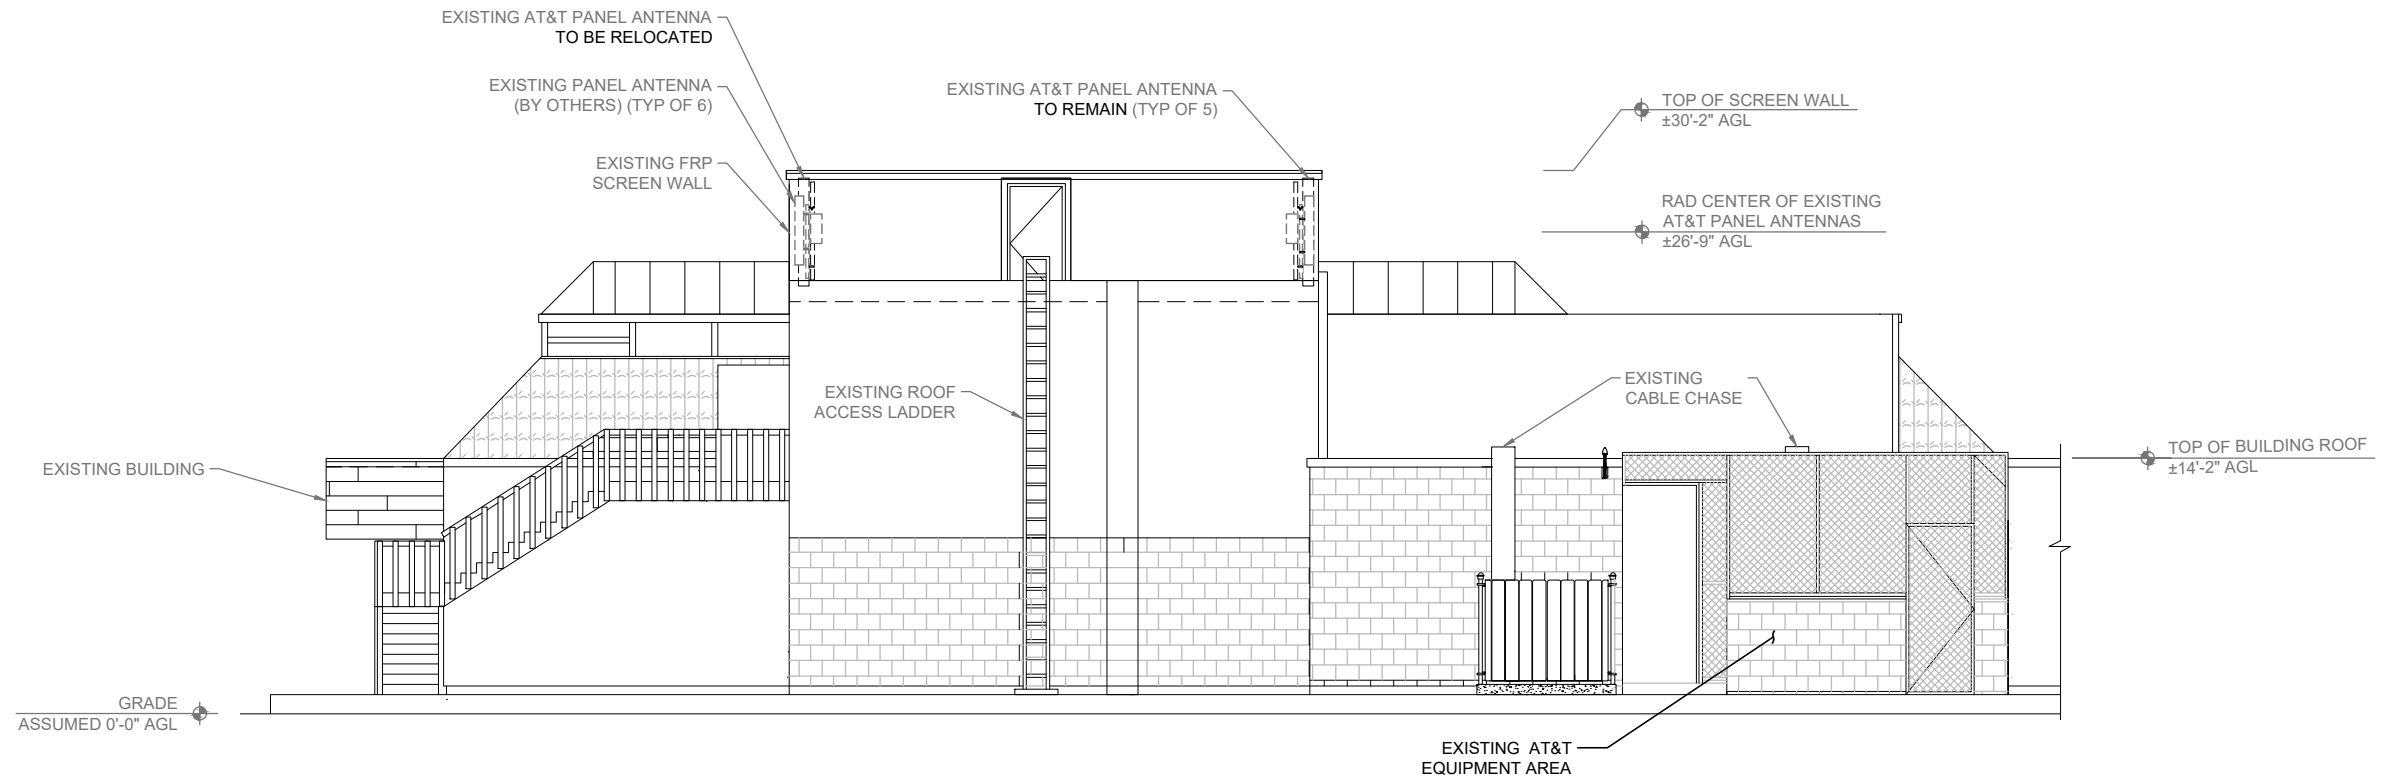 EXISTING AT&T PANEL ANTENNA
TO BE RELOCATED
EXISTING PANEL ANTENNA
(BY OTHERS) (TYP OF 6)
EXISTING FRP
SCREEN WALL
EXISTING AT&T PANEL ANTENNA
TO REMAIN (TYP OF 5)
TOP OF SCREEN WALL
±30'-2" AGL
RAD CENTER OF EXISTING
AT&T PANEL ANTENNAS
±26'-9" AGL
EXISTING ROOF
ACCESS LADDER
EXISTING
CABLE CHASE
EXISTING BUILDING
TOP OF BUILDING ROOF
±14'-2" AGL
GRADE
ASSUMED 0'-0" AGL
EXISTING AT&T
EQUIPMENT AREA